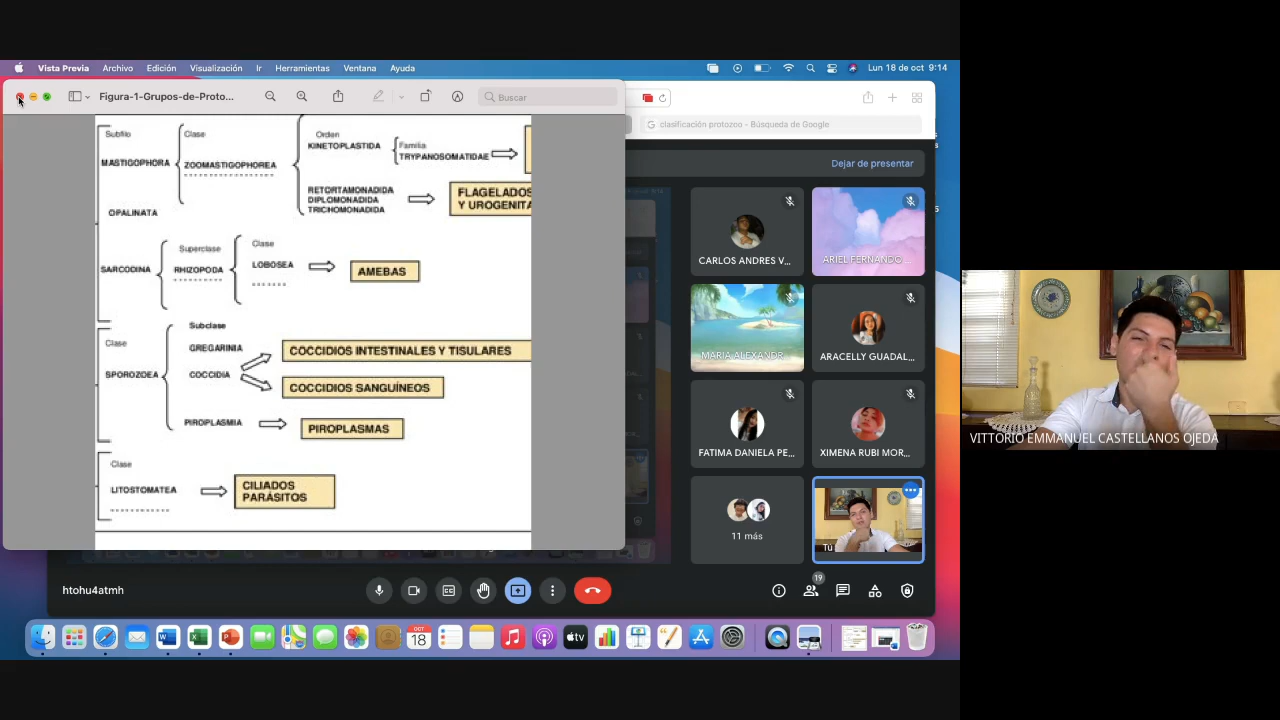 Vista Previa Archivo Edición Visualización Ir Herramientas Ventana Ayuda
Lun 18 de oct 9:14
Figura-1-Grupos-de-Proto...
Buscar
clasificación protozoo - Búsqueda de Google
Dejar de presentar
Subfilo
Clase
Orden
KINETOPLASTIDA
Familia
TRYPANOSOMATIDAE
MASTIGOPHORA
ZOOMASTIGOPHOREA
RETORTAMONADIDA
DIPLOMONADIDA
TRICHOMONADIDA
FLAGELADOS
Y UROGENITA
OPALINATA
Superclase
Clase
SARCODINA
RHIZOPODA
LOBOSEA
AMEBAS
Subclase
Clase
GREGARINIA
COCCIDIOS INTESTINALES Y TISULARES
SPOROZOEA
COCCIDIA
COCCIDIOS SANGUÍNEOS
PIROPLASMIA
PIROPLASMAS
Clase
LITOSTOMATEA
CILIADOS
PARÁSITOS
CARLOS ANDRES V...
ARIEL FERNANDO...
MARIA ALEXANDR...
ARACELLY GUADAL...
FATIMA DANIELA PE...
XIMENA RUBI MOR...
11 más
Tú
htohu4atmh
19
OCT
18
tv
VITTORIO EMMANUEL CASTELLANOS OJEDA